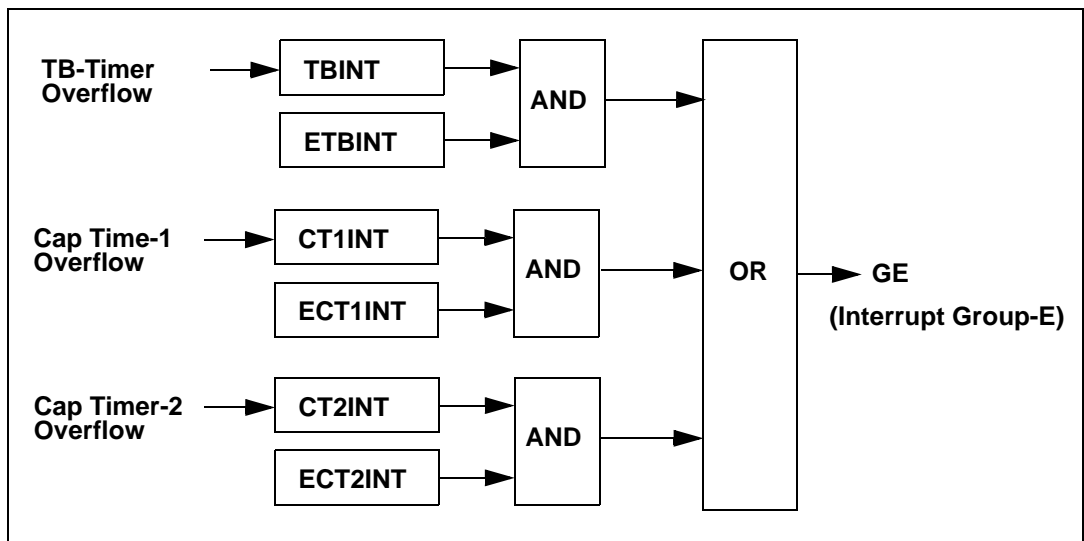 TB-Timer
Overflow
TBINT
ETBINT
AND
Cap Time-1
Overflow
CT1INT
ECT1INT
AND
Cap Timer-2
Overflow
CT2INT
ECT2INT
AND
OR
GE
(Interrupt Group-E)